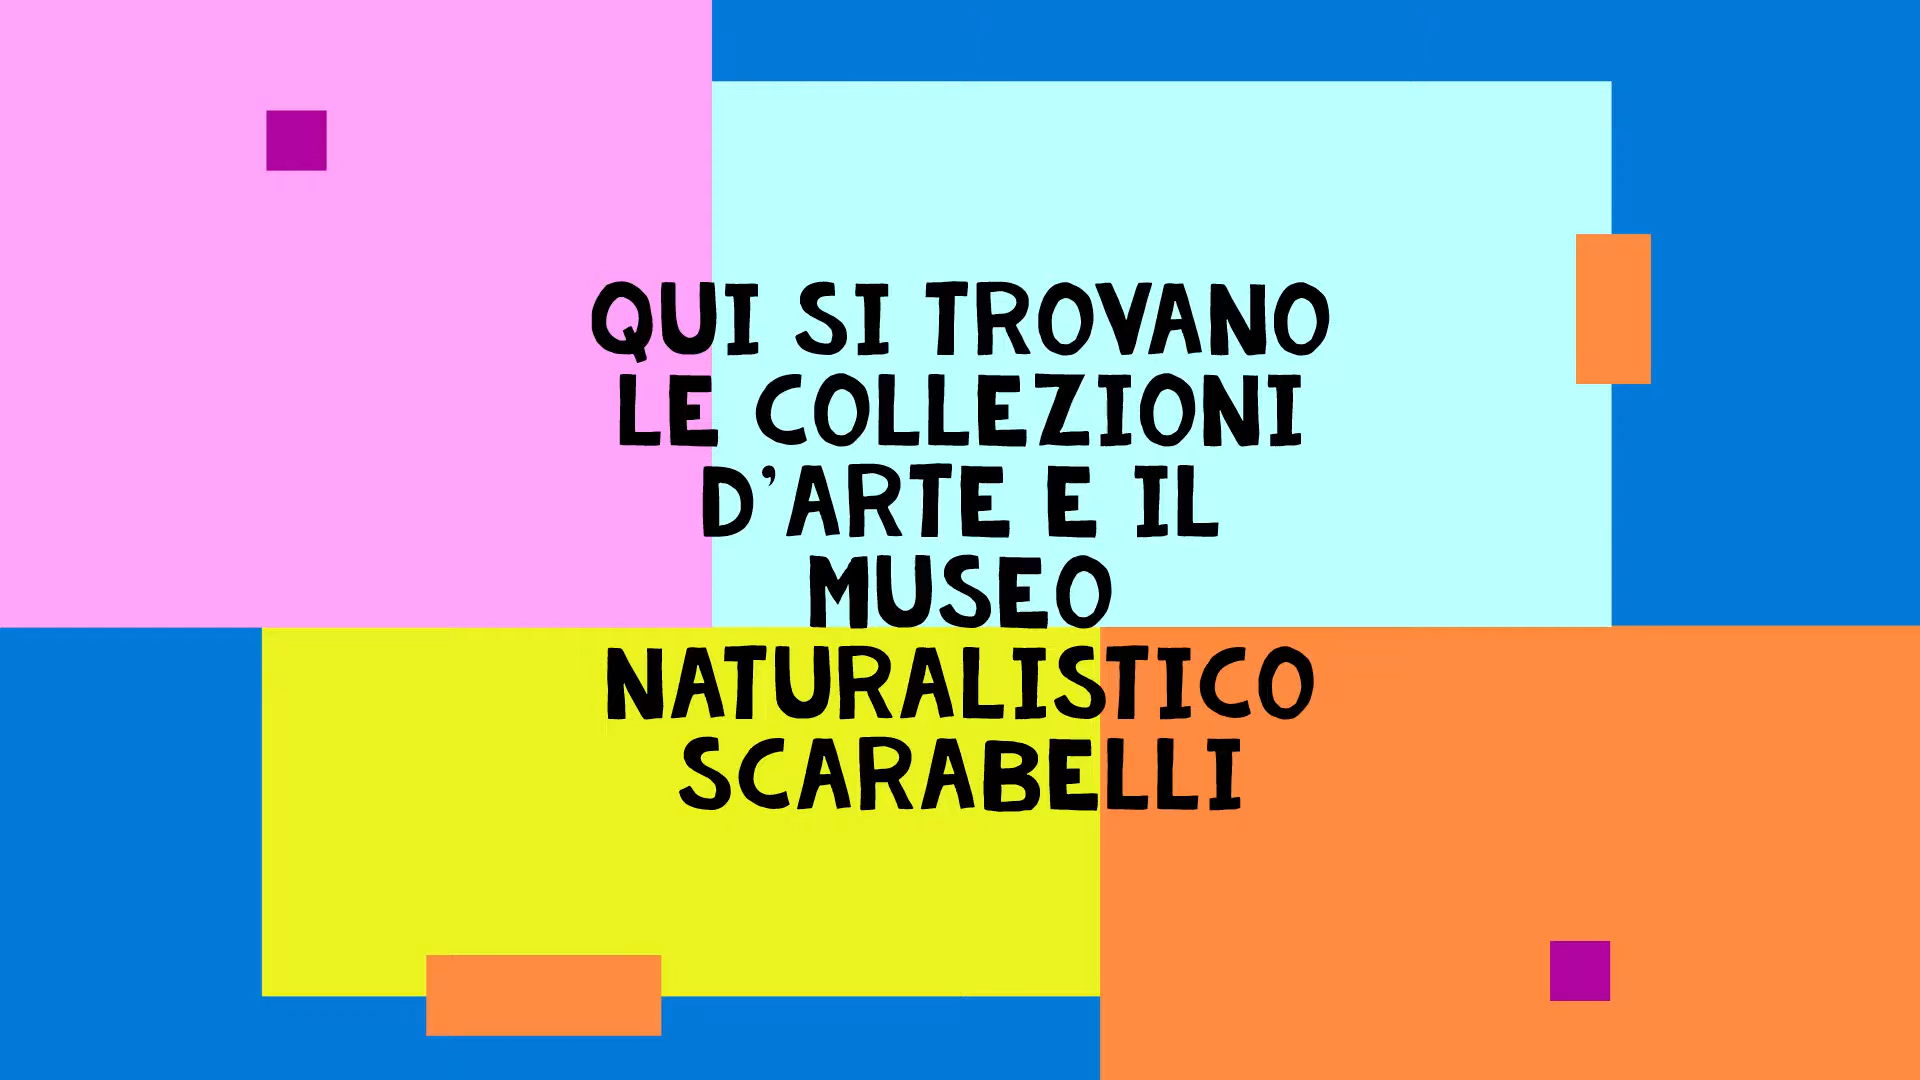 QUI SI TROVANO
LE COLLEZIONI
D'ARTE E IL
MUSEO
NATURALISTICO
SCARABELLI